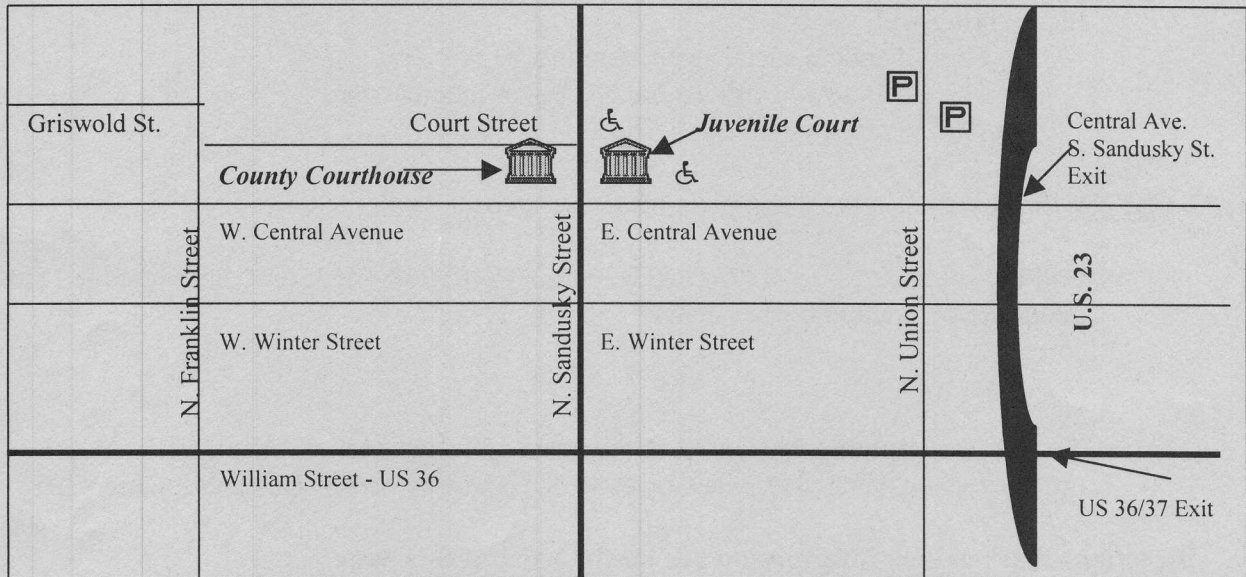 P
P
Griswold St.
Court Street
Juvenile Court
Central Ave.
S. Sandusky St.
Exit
County Courthouse
W. Central Avenue
E. Central Avenue
N. Franklin Street
N. Sandusky Street
N. Union Street
U.S. 23
W. Winter Street
E. Winter Street
William Street - US 36
US 36/37 Exit